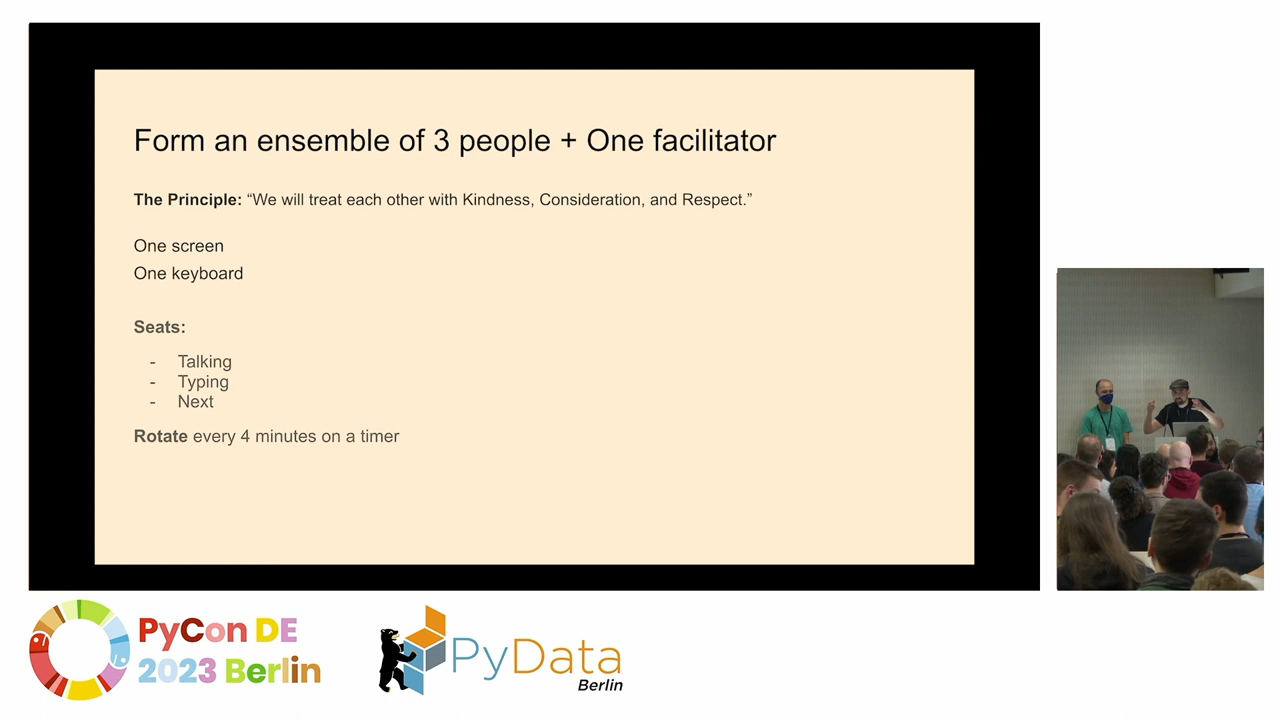 Form an ensemble of 3 people + One facilitator
The Principle: “We will treat each other with Kindness, Consideration, and Respect.”
One screen
One keyboard
Seats:
- Talking
- Typing
- Next
Rotate every 4 minutes on a timer
PyCon DE
2023 Berlin
PyData
Berlin